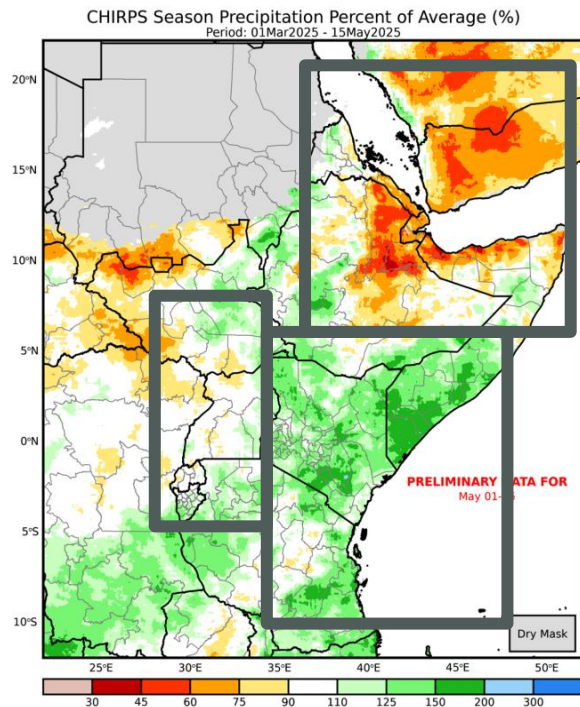 CHIRPS Season Precipitation Percent of Average (%)
Period: 01Mar2025 - 15May2025
20°N
15°N
10°N
5°N
0°N
PRELIMINARY DATA FOR
May 01-
5°S
10°S
Dry Mask
25°E 30°E 35°E 40°E 45°E 50°E
30 45 60 75 90 110 125 150 200 300